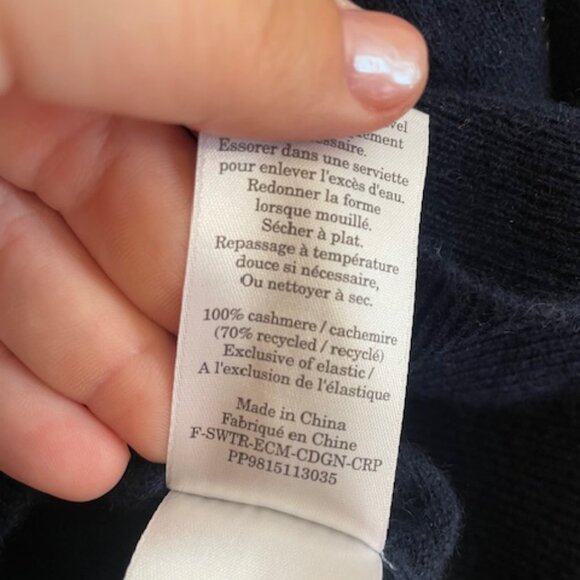 Essorer dans une serviette
pour enlever l'excès d'eau.
Redonner la forme
lorsque mouillé.
Sécher à plat.
Repassage à température
douce si nécessaire,
Ou nettoyer à sec.
100% cashmere / cachemire
(70% recycled / recyclé)
Exclusive of elastic /
A l'exclusion de l'élastique
Made in China
Fabriqué en Chine
F-SWTR-ECM-CDGN-CRP
PP9815113035